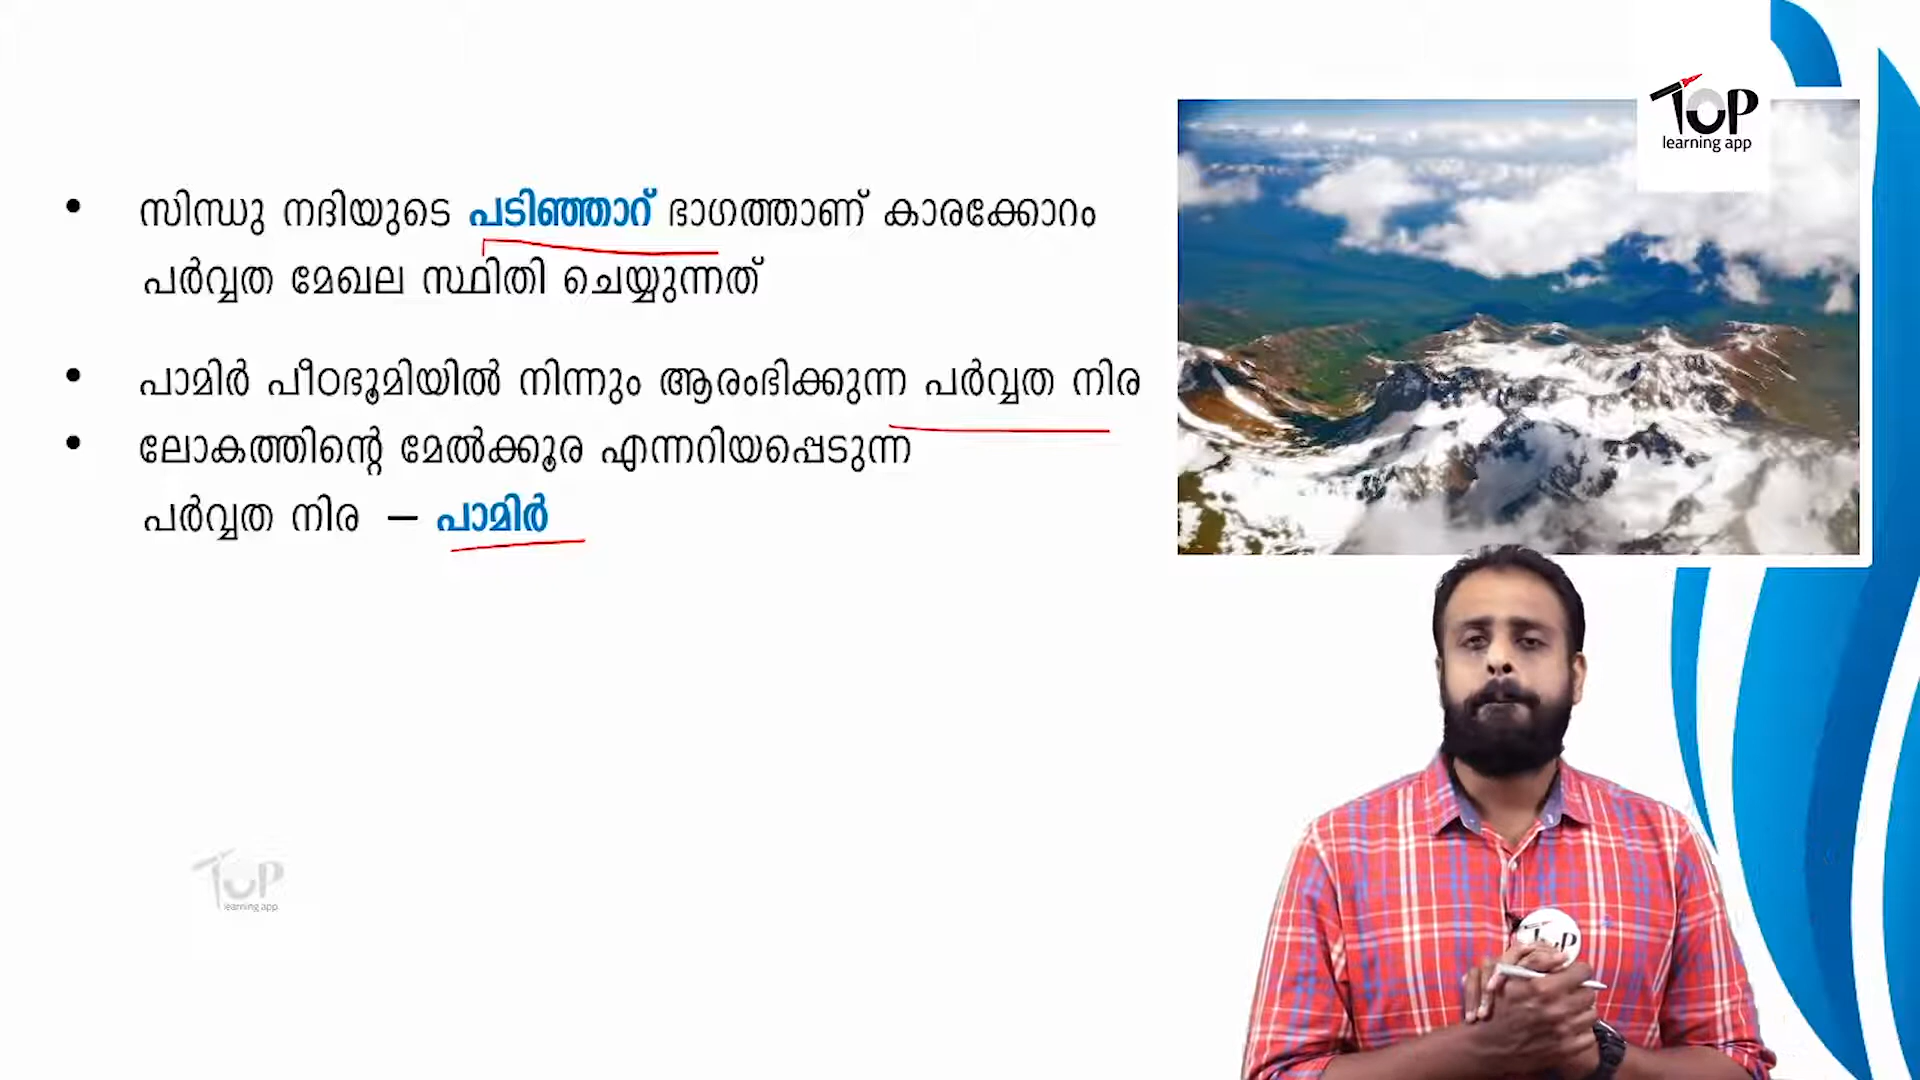 TOP
learning app
• സിന്ധു നദിയുടെ പടിഞ്ഞാറ് ഭാഗത്താണ് കാരക്കോറം
പർവ്വത മേഖല സ്ഥിതി ചെയ്യുന്നത്
• പാമിർ പീഠഭൂമിയിൽ നിന്നും ആരംഭിക്കുന്ന പർവ്വത നിര
• ലോകത്തിന്റെ മേൽക്കൂര എന്നറിയപ്പെടുന്ന
പർവ്വത നിര – പാമിർ
TOP
learning app
TOP